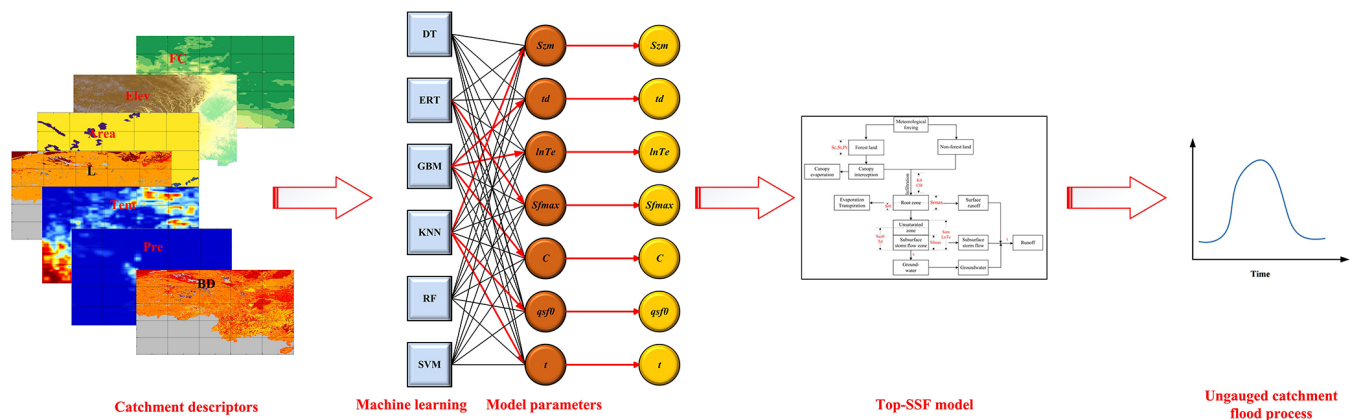 FC
Elev
Area
L
Tem
Pre
BD
Catchment descriptors
DT
ERT
GBM
KNN
RF
SVM
Machine learning
Szm
td
lnTe
Sfmax
C
qsf0
t
Model parameters
Szm
td
lnTe
Sfmax
C
qsf0
t
Meteorological
forcing
Forest land
Non-forest land
Canopy
evaporation
Canopy
interception
Infiltration
Evaporation
Transpiration
Root zone
Surface
runoff
Unsaturated
zone
Subsurface
storm flow zone
Subsurface
storm flow
Runoff
Ground-
water
Groundwater
Top-SSF model
Time
Ungauged catchment
flood process